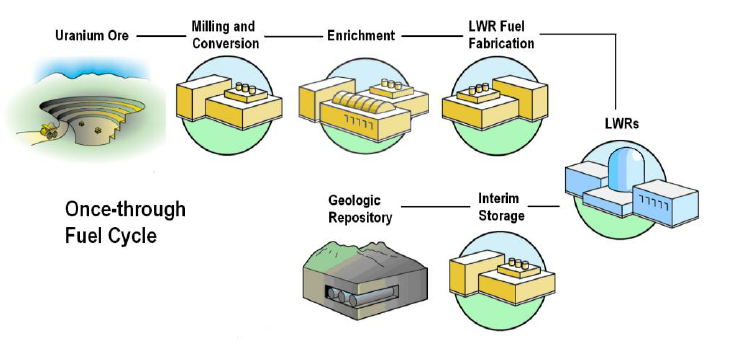 Uranium Ore
Milling and
Conversion
Enrichment
LWR Fuel
Fabrication
LWRs
Once-through
Fuel Cycle
Geologic
Repository
Interim
Storage